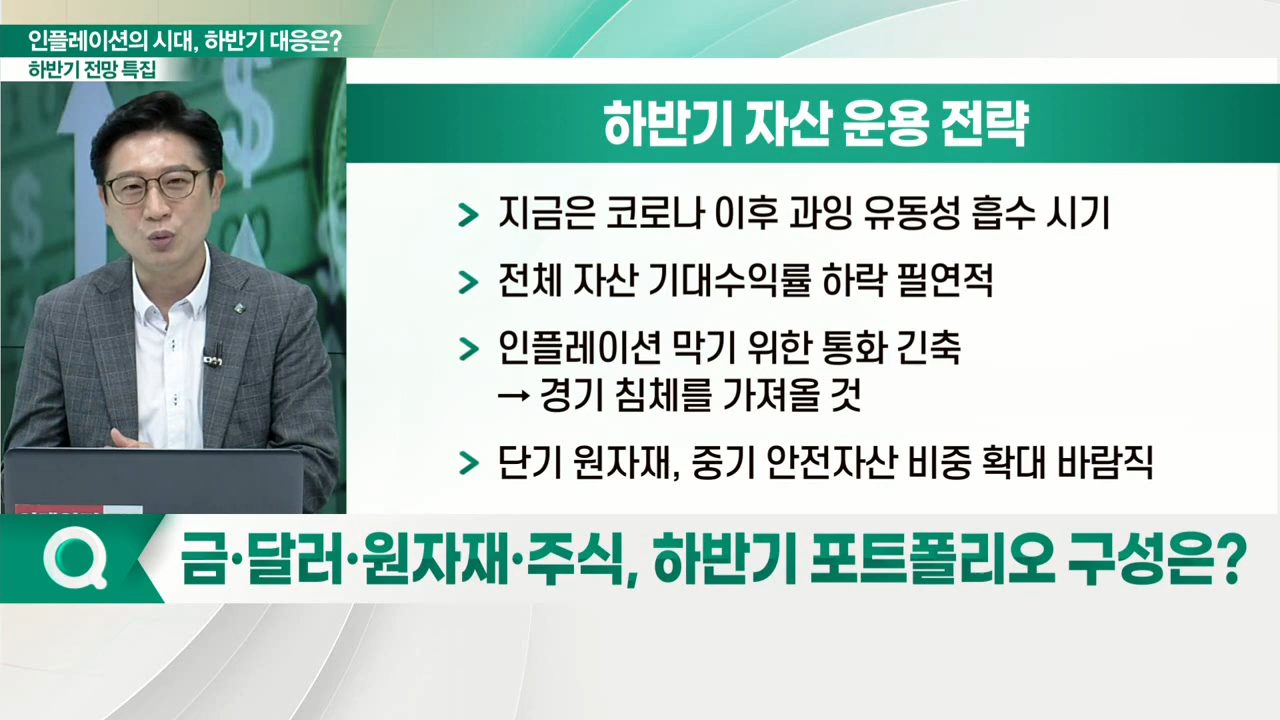 인플레이션의 시대, 하반기 대응은?
하반기 전망 특집
하반기 자산 운용 전략
> 지금은 코로나 이후 과잉 유동성 흡수 시기
> 전체 자산 기대수익률 하락 필연적
> 인플레이션 막기 위한 통화 긴축
→ 경기 침체를 가져올 것
> 단기 원자재, 중기 안전자산 비중 확대 바람직
Q 금·달러·원자재·주식, 하반기 포트폴리오 구성은?